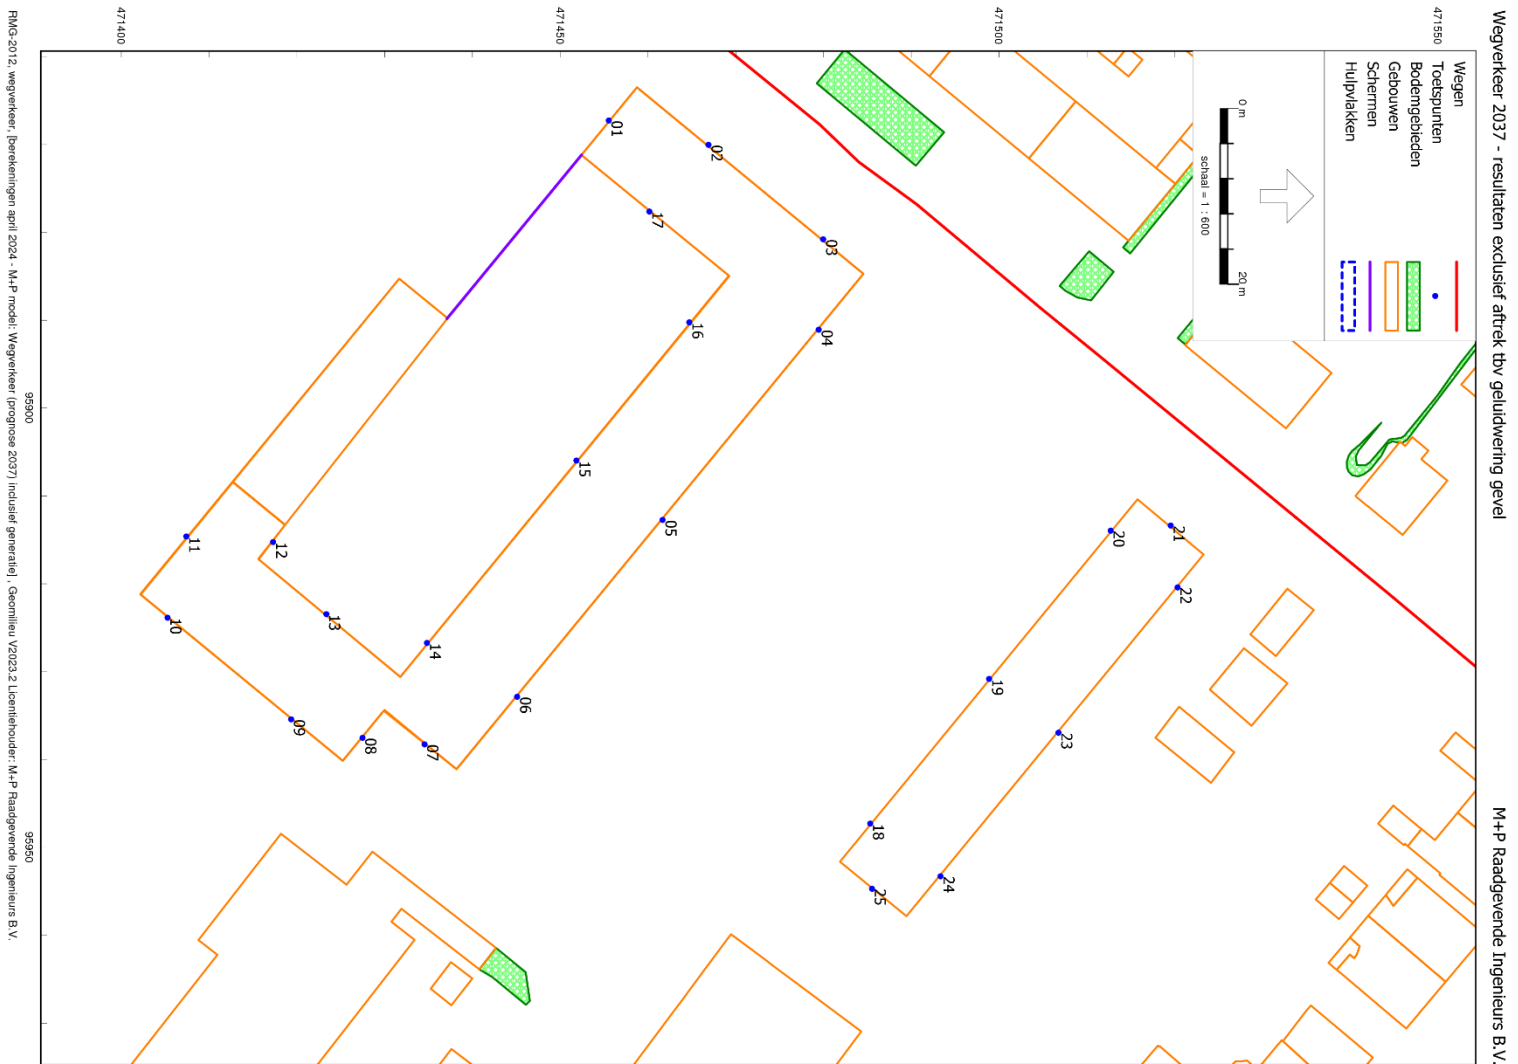 Wegverkeer 2037 - resultaten exclusief aftrek tbv geluidwering gevel
M+P Raadgevende Ingenieurs B.V.
Wegen
Toetspunten
Bodemgebieden
Gebouwen
Schermen
Hulpvlakken
0 m
20 m
schaal = 1 : 600
471550
471500
471450
471400
95900
95950
01
02
03
04
05
06
07
08
09
10
11
12
13
14
15
16
17
18
19
20
21
22
23
24
25
RMG-2012, wegverkeer, [berekeningen april 2024 - M+P model: Wegverkeer (prognose 2037) inclusief generatie] , Geomilieu V2023.2 Licentiehouder: M+P Raadgevende Ingenieurs B.V.